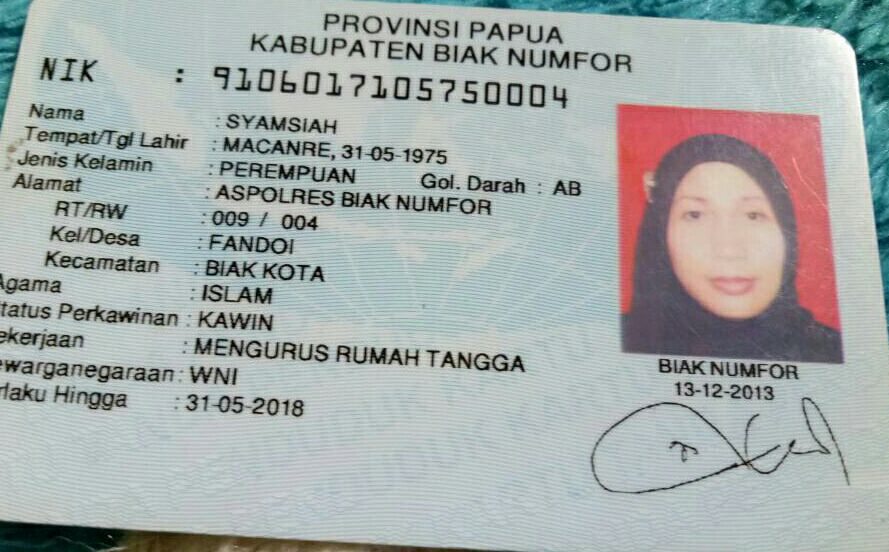 PROVINSI PAPUA
KABUPATEN BIAK NUMFOR
NIK : 9106017105750004
Nama : SYAMSIAH
Tempat/Tgl Lahir : MACANRE, 31-05-1975
Jenis Kelamin : PEREMPUAN Gol. Darah : AB
Alamat : ASPOLRES BIAK NUMFOR
RT/RW : 009 / 004
Kel/Desa : FANDOI
Kecamatan : BIAK KOTA
Agama : ISLAM
Status Perkawinan : KAWIN
ekerjaan : MENGURUS RUMAH TANGGA
ewarganegaraan : WNI
rlaku Hingga : 31-05-2018
BIAK NUMFOR
13-12-2013